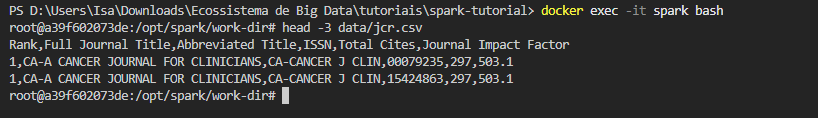 PS D:\Users\Isa\Downloads\Ecossistema de Big Data\tutoriais\spark-tutorial> docker exec -it spark bash
root@a39f602073de:/opt/spark/work-dir# head -3 data/jcr.csv
Rank,Full Journal Title,Abbreviated Title,ISSN,Total Cites,Journal Impact Factor
1,CA-A CANCER JOURNAL FOR CLINICIANS,CA-CANCER J CLIN,00079235,297,503.1
1,CA-A CANCER JOURNAL FOR CLINICIANS,CA-CANCER J CLIN,15424863,297,503.1
root@a39f602073de:/opt/spark/work-dir#